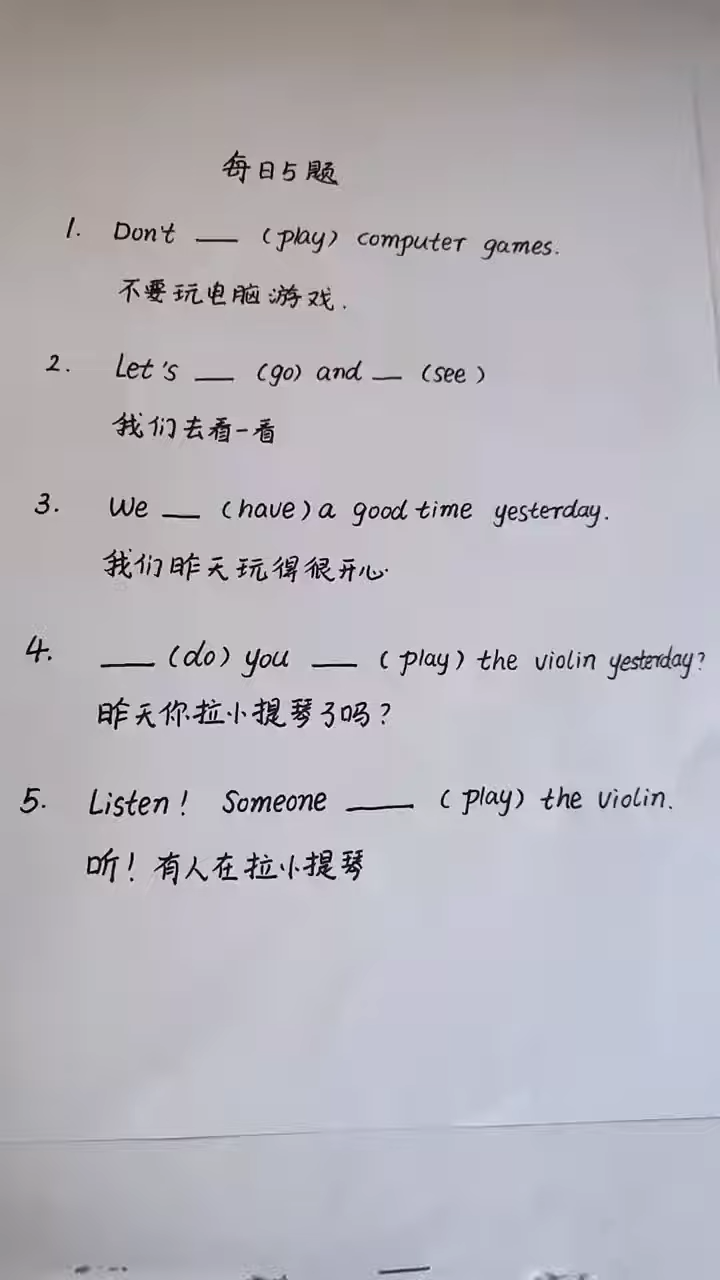 每日5题
1. Don't ___ (play) computer games.
不要玩电脑游戏.
2. Let's ___ (go) and ___ (see)
我们去看一看
3. We ___ (have) a good time yesterday.
我们昨天玩得很开心.
4. ___ (do) you ___ (play) the violin yesterday?
昨天你拉小提琴了吗?
5. Listen! Someone ___ (play) the violin.
听! 有人在拉小提琴